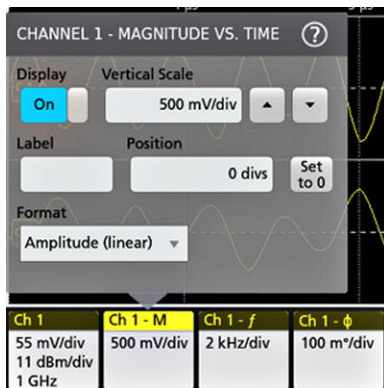 CHANNEL 1 - MAGNITUDE VS. TIME ?
Display Vertical Scale
On 500 mV/div
Label Position
0 divs Set to 0
Format
Amplitude (linear)
Ch 1
55 mV/div
11 dBm/div
1 GHz
Ch 1 - M
500 mV/div
Ch 1 - f
2 kHz/div
Ch 1 - ϕ
100 m°/div